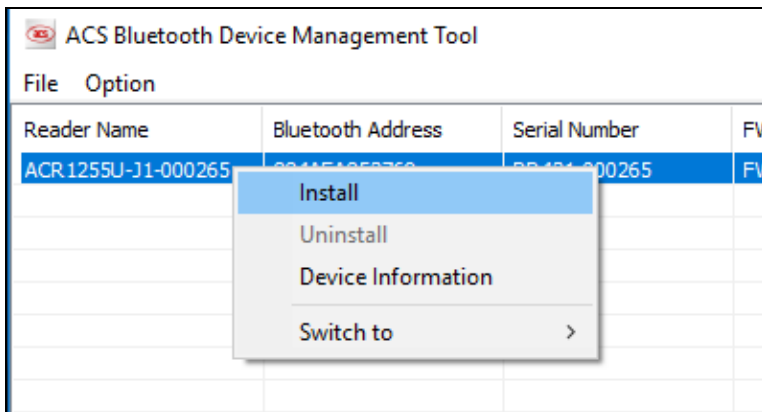 ACS Bluetooth Device Management Tool
File Option
Reader Name Bluetooth Address Serial Number
ACR1255U-J1-000265
Install
Uninstall
Device Information
Switch to